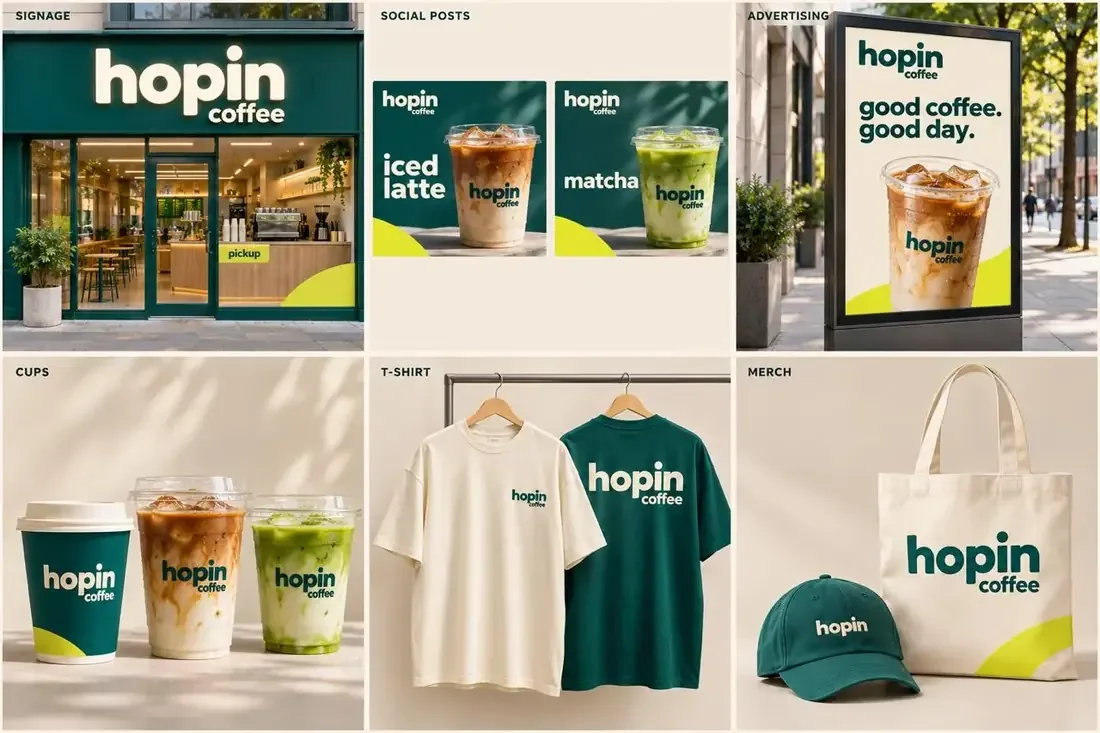 SIGNAGE
hopin
coffee
pickup
SOCIAL POSTS
hopin
coffee
iced
latte
hopin
coffee
hopin
coffee
matcha
hopin
coffee
ADVERTISING
hopin
coffee
good coffee.
good day.
hopin
coffee
CUPS
hopin
coffee
hopin
coffee
hopin
coffee
T-SHIRT
hopin
coffee
hopin
coffee
MERCH
hopin
hopin
coffee